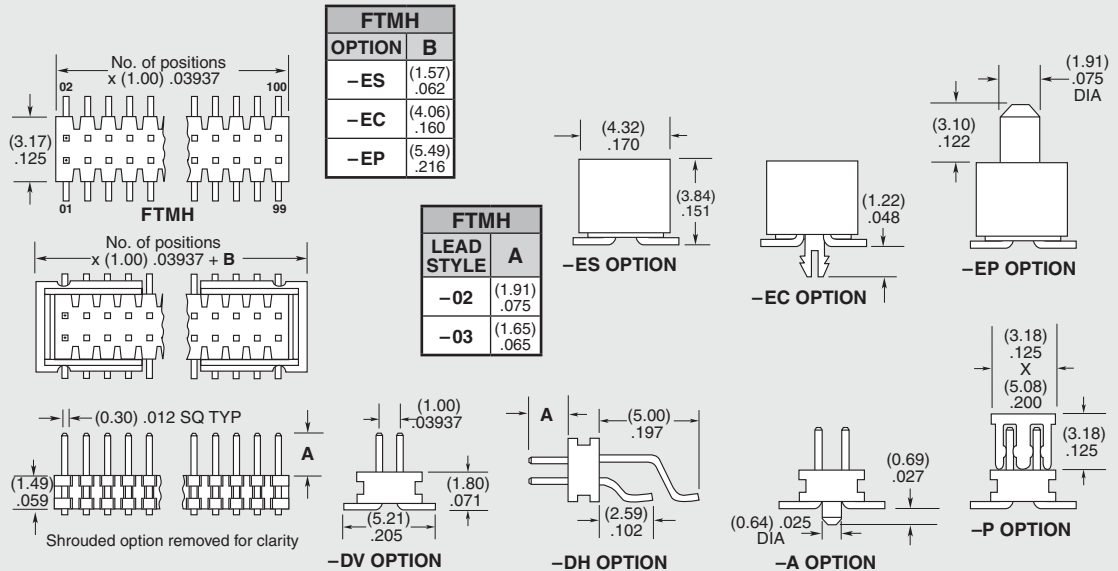 No. of positions
x (1.00) .03937
02
100
(3.17)
.125
01
FTMH
99
No. of positions
x (1.00) .03937 + B
(0.30) .012 SQ TYP
A
(1.49)
.059
Shrouded option removed for clarity
FTMH
OPTION B
–ES (1.57) .062
–EC (4.06) .160
–EP (5.49) .216
FTMH
LEAD STYLE A
–02 (1.91) .075
–03 (1.65) .065
(4.32)
.170
(3.84)
.151
–ES OPTION
(1.22)
.048
–EC OPTION
(1.91)
.075
DIA
(3.10)
.122
–EP OPTION
(1.00)
.03937
(1.80)
.071
(5.21)
.205
–DV OPTION
A
(5.00)
.197
(2.59)
.102
–DH OPTION
(0.69)
.027
(0.64) .025
DIA
–A OPTION
(3.18)
.125
X
(5.08)
.200
(3.18)
.125
–P OPTION